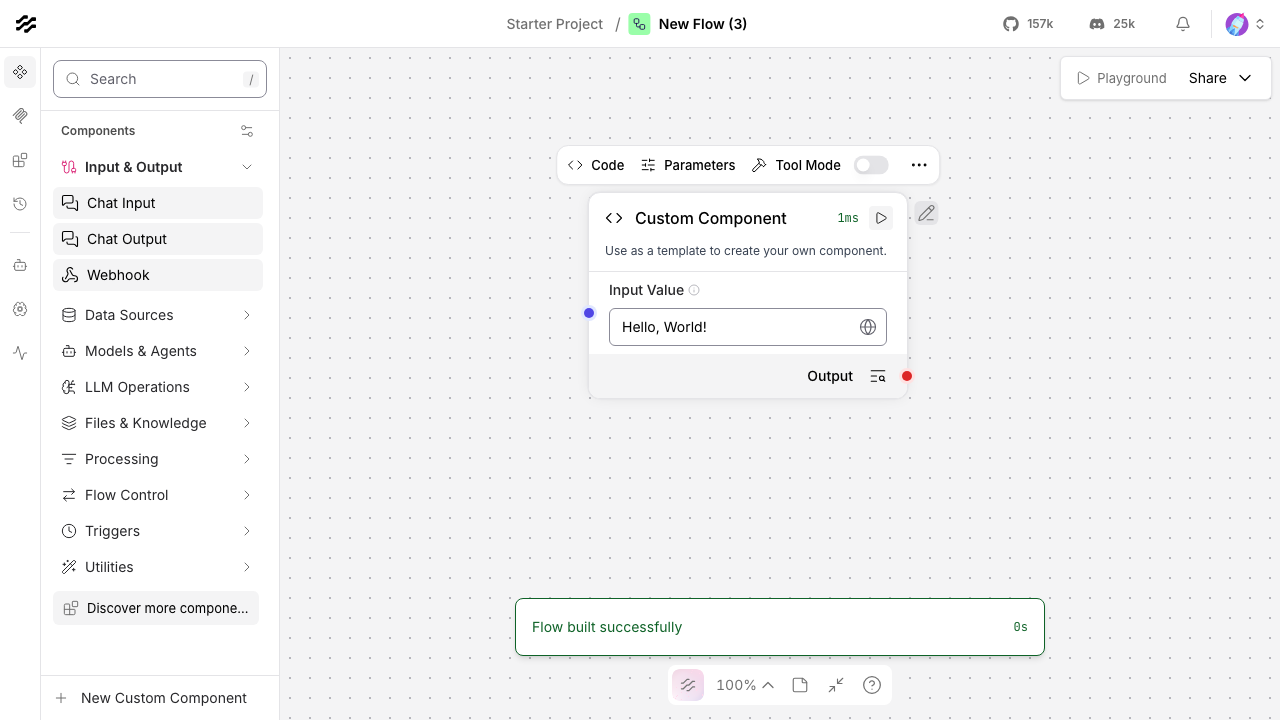 Starter Project / New Flow (3)
157k
25k
Search /
Playground
Share
Components
Input & Output
Chat Input
Chat Output
Webhook
Data Sources
Models & Agents
LLM Operations
Files & Knowledge
Processing
Flow Control
Triggers
Utilities
Discover more compone...
New Custom Component
Code
Parameters
Tool Mode
Custom Component
1ms
Use as a template to create your own component.
Input Value
Hello, World!
Output
Flow built successfully
0s
100%